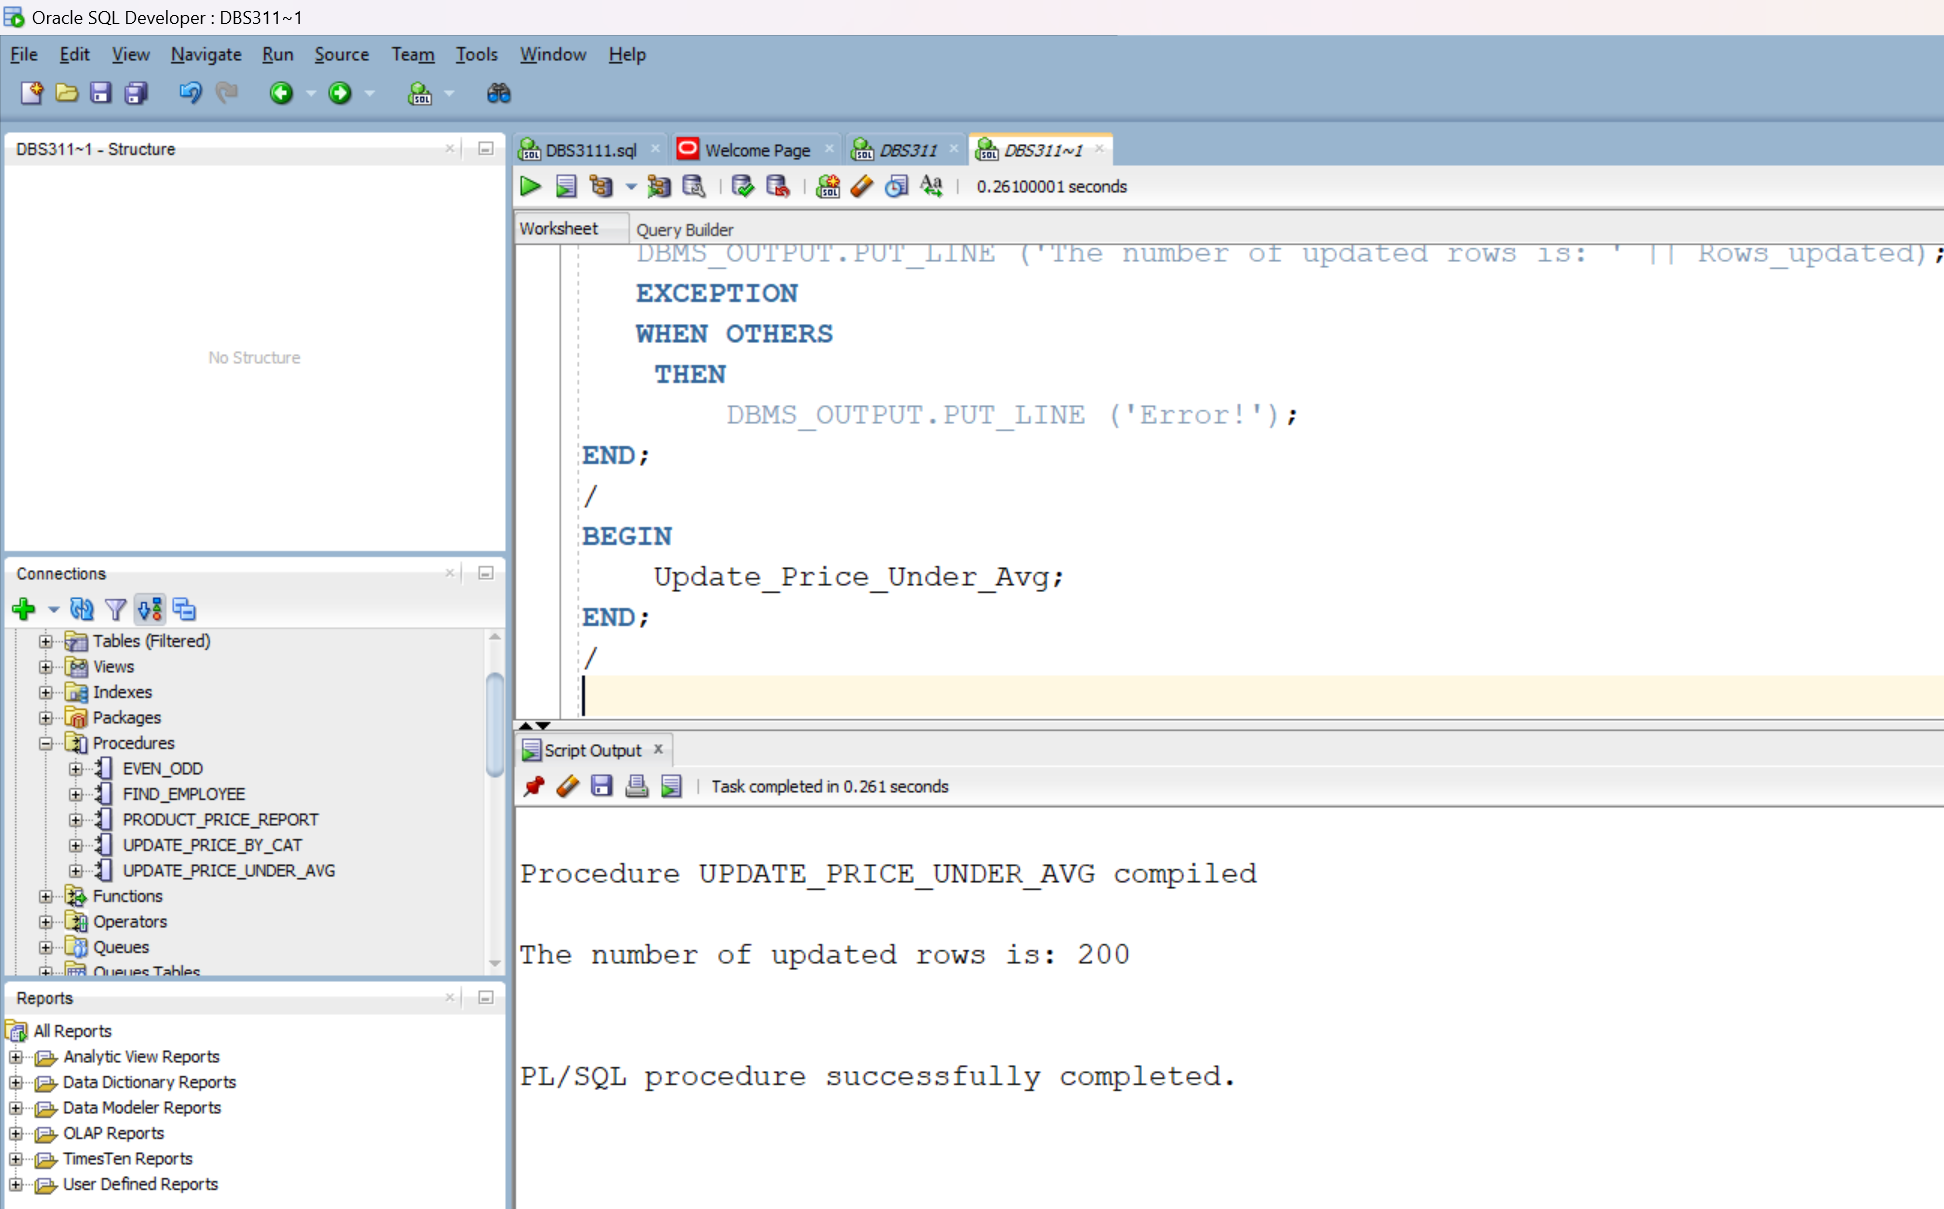 Oracle SQL Developer : DBS311~1
File Edit View Navigate Run Source Team Tools Window Help
DBS311~1 - Structure
No Structure
Connections
Tables (Filtered)
Views
Indexes
Packages
Procedures
EVEN_ODD
FIND_EMPLOYEE
PRODUCT_PRICE_REPORT
UPDATE_PRICE_BY_CAT
UPDATE_PRICE_UNDER_AVG
Functions
Operators
Queues
Queues Tables
Reports
All Reports
Analytic View Reports
Data Dictionary Reports
Data Modeler Reports
OLAP Reports
TimesTen Reports
User Defined Reports
DBS3111.sql Welcome Page DBS311 DBS311~1
0.26100001 seconds
Worksheet Query Builder
DBMS_OUTPUT.PUT_LINE ('The number of updated rows is: ' || Rows_updated);
EXCEPTION
WHEN OTHERS
THEN
DBMS_OUTPUT.PUT_LINE ('Error!');
END;
/
BEGIN
Update_Price_Under_Avg;
END;
/
Script Output
Task completed in 0.261 seconds
Procedure UPDATE_PRICE_UNDER_AVG compiled
The number of updated rows is: 200
PL/SQL procedure successfully completed.